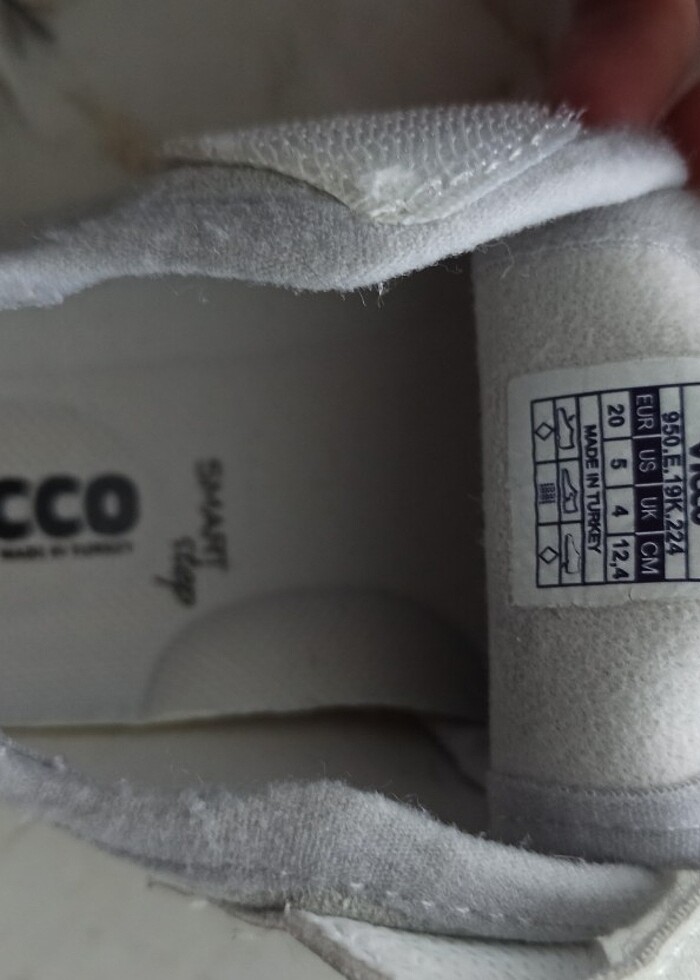 950.E.19K.224
EUR US UK CM
20 5 4 12,4
MADE IN TURKEY
SMART
step
cco
MADE IN TURKEY